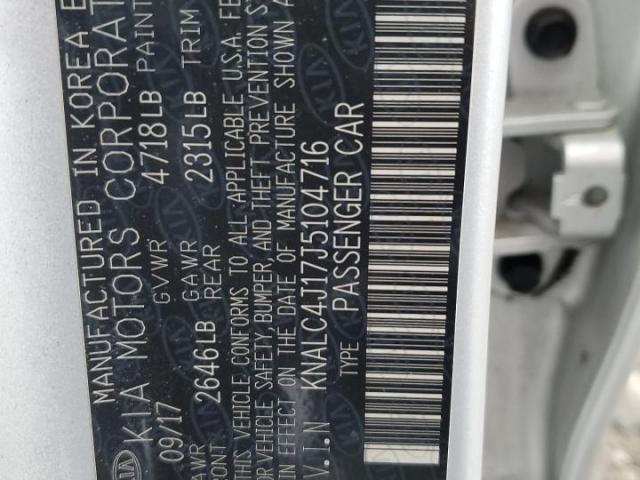 MANUFACTURED IN KOREA
KIA MOTORS CORPORAT
09/17 GVWR 4718LB PAINT
GAWR FRONT 2646LB GAWR REAR 2315LB TRIM
THIS VEHICLE CONFORMS TO ALL APPLICABLE U.S.A. FE
OR VEHICLE SAFETY, BUMPER, AND THEFT PREVENTION ST
IN EFFECT ON THE DATE OF MANUFACTURE SHOWN A
V.I.N KNALC4J17J5104716
TYPE PASSENGER CAR
KIA